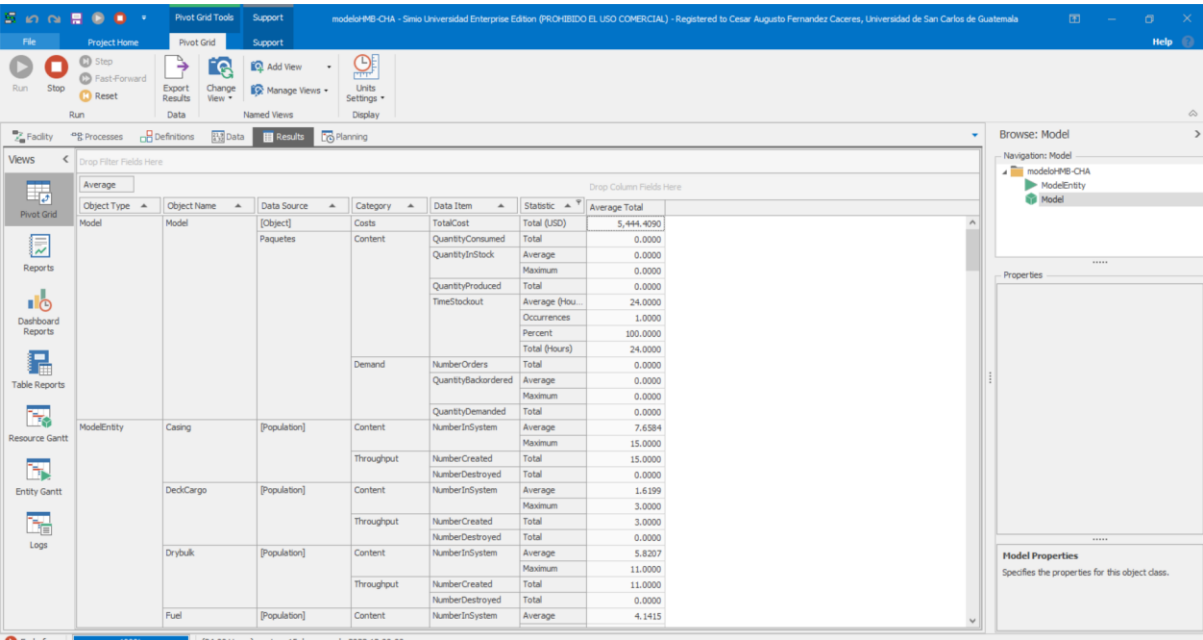 Pivot Grid Tools Support modeloHMB-CHA - Simio Universidad Enterprise Edition (PROHIBIDO EL USO COMERCIAL) - Registered to Cesar Augusto Fernandez Caceres, Universidad de San Carlos de Guatemala
File Project Home Pivot Grid Support Help
Run Stop Step Fast-Forward Reset
Export Results Change View Add View Manage Views Units Settings
Run Data Named Views Display
Facility Processes Definitions Data Results Planning
Views
Pivot Grid
Reports
Dashboard Reports
Table Reports
Resource Gantt
Entity Gantt
Logs
Drop Filter Fields Here
Average Drop Column Fields Here
Object Type Object Name Data Source Category Data Item Statistic Average Total
Model Model [Object] Costs TotalCost Total (USD) 5,444.4090
Paquetes Content QuantityConsumed Total 0.0000
QuantityInStock Average 0.0000
Maximum 0.0000
QuantityProduced Total 0.0000
TimeStockout Average (Hou... 24.0000
Occurrences 1.0000
Percent 100.0000
Total (Hours) 24.0000
Demand NumberOrders Total 0.0000
QuantityBackordered Average 0.0000
Maximum 0.0000
QuantityDemanded Total 0.0000
ModelEntity Casing [Population] Content NumberInSystem Average 7.6584
Maximum 15.0000
Throughput NumberCreated Total 15.0000
NumberDestroyed Total 0.0000
DeckCargo [Population] Content NumberInSystem Average 1.6199
Maximum 3.0000
Throughput NumberCreated Total 3.0000
NumberDestroyed Total 0.0000
Drybulk [Population] Content NumberInSystem Average 5.8207
Maximum 11.0000
Throughput NumberCreated Total 11.0000
NumberDestroyed Total 0.0000
Fuel [Population] Content NumberInSystem Average 4.1415
Browse: Model
Navigation: Model
modeloHMB-CHA
ModelEntity
Model
Properties
Model Properties
Specifies the properties for this object class.